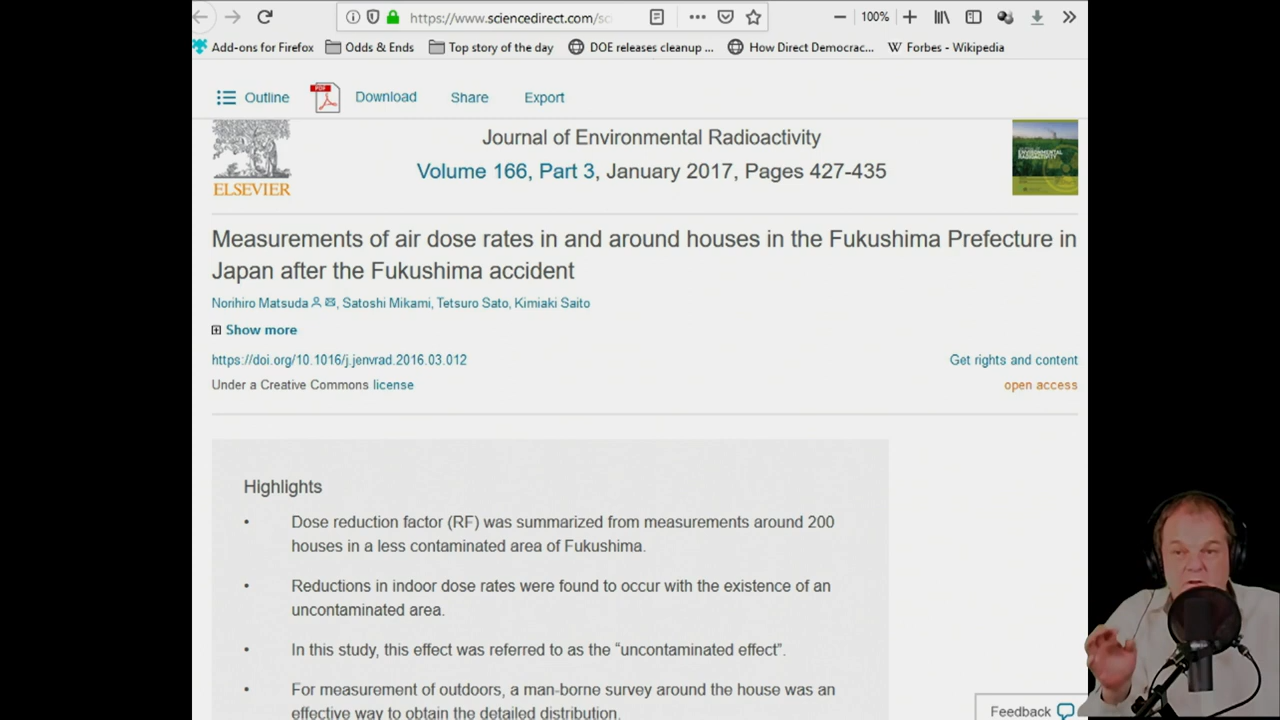 https://www.sciencedirect.com/sc
100%
Add-ons for Firefox
Odds & Ends
Top story of the day
DOE releases cleanup ...
How Direct Democrac...
W Forbes - Wikipedia
Outline
PDF
Download
Share
Export
Journal of Environmental Radioactivity
ELSEVIER
Volume 166, Part 3, January 2017, Pages 427-435
ENVIRONMENTAL
RADIOACTIVITY
Measurements of air dose rates in and around houses in the Fukushima Prefecture in
Japan after the Fukushima accident
Norihiro Matsuda, Satoshi Mikami, Tetsuro Sato, Kimiaki Saito
Show more
https://doi.org/10.1016/j.jenvrad.2016.03.012
Get rights and content
Under a Creative Commons license
open access
Highlights
• Dose reduction factor (RF) was summarized from measurements around 200
houses in a less contaminated area of Fukushima.
• Reductions in indoor dose rates were found to occur with the existence of an
uncontaminated area.
• In this study, this effect was referred to as the “uncontaminated effect”.
• For measurement of outdoors, a man-borne survey around the house was an
effective way to obtain the detailed distribution.
Feedback